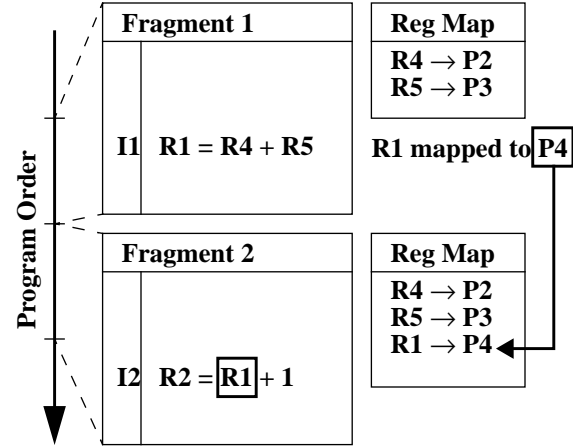 Program Order
Fragment 1
I1 R1 = R4 + R5
Reg Map
R4 → P2
R5 → P3
R1 mapped to P4
Fragment 2
I2 R2 = R1 + 1
Reg Map
R4 → P2
R5 → P3
R1 → P4